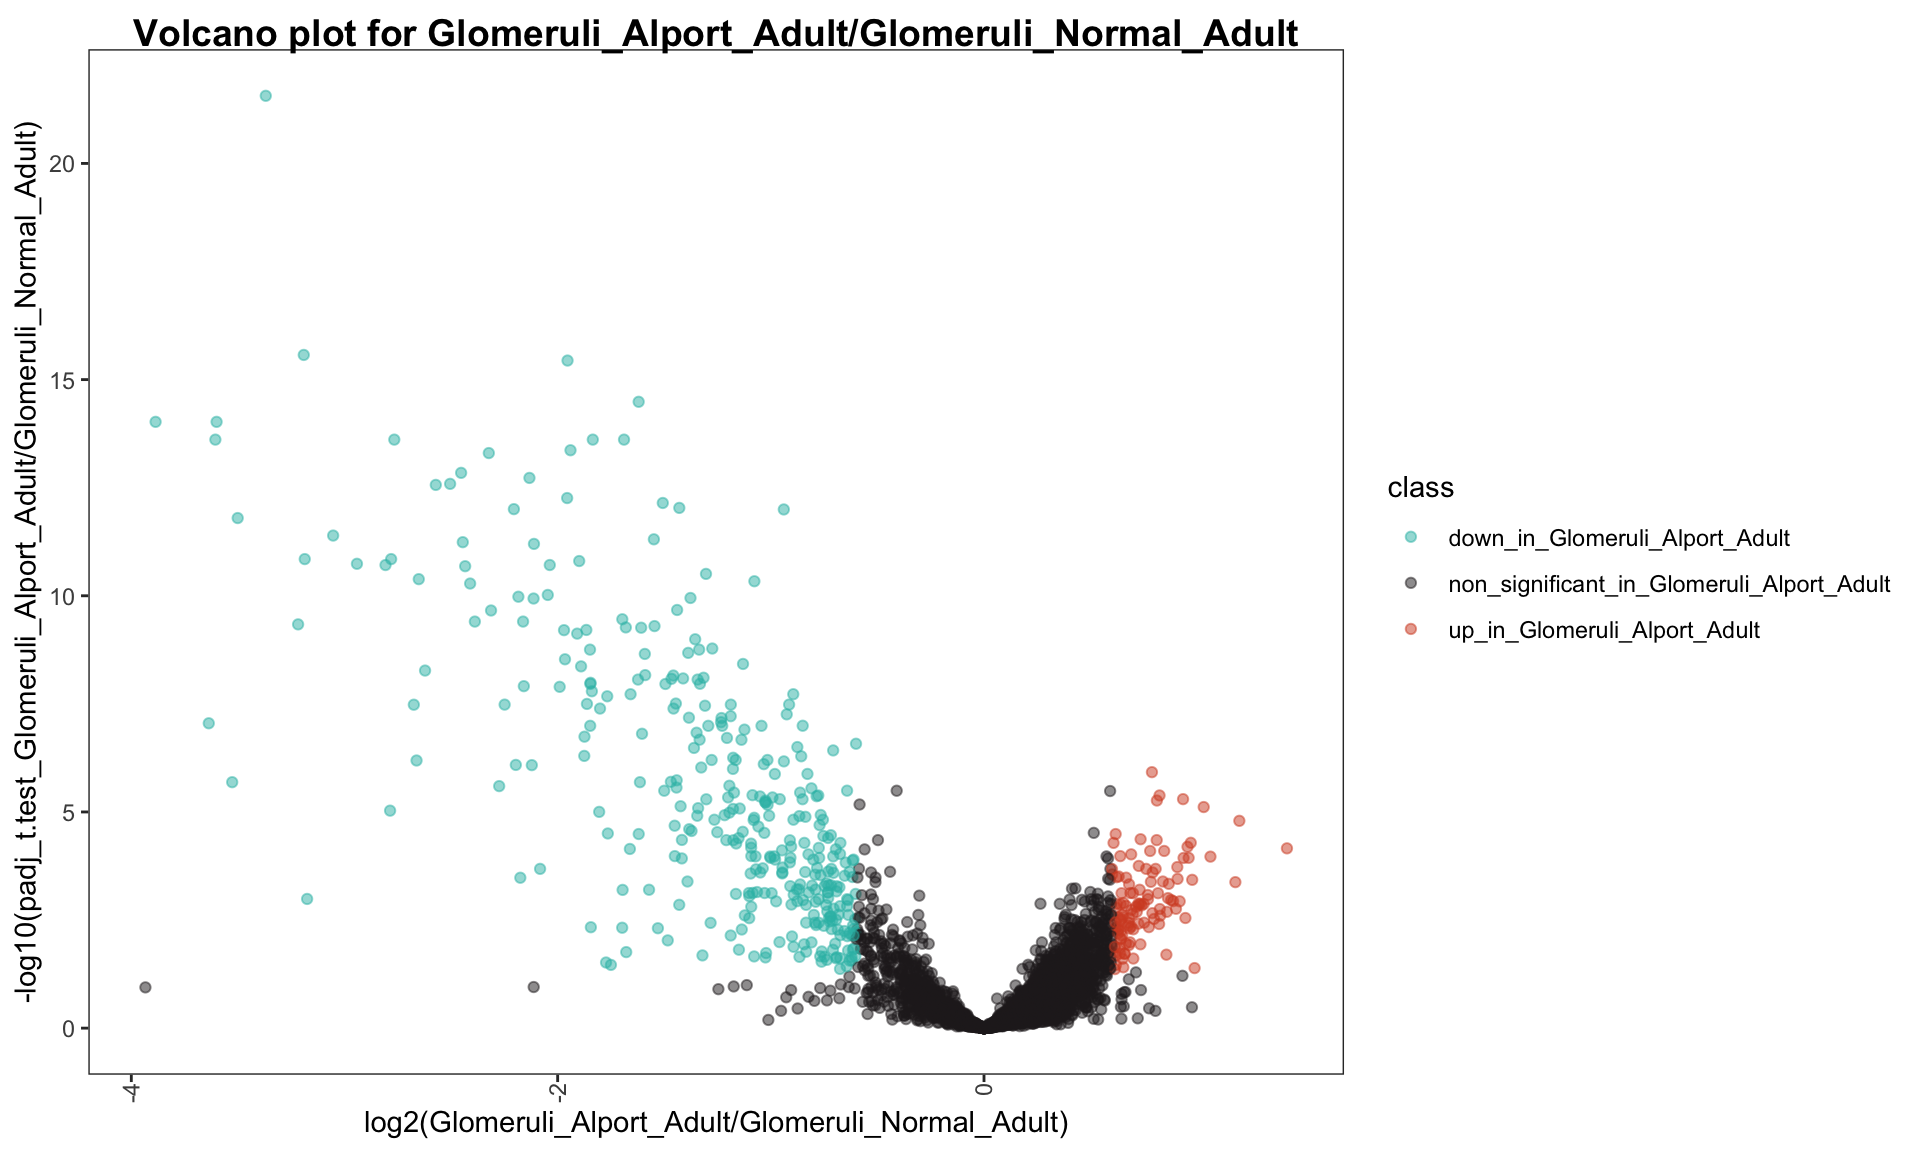 Volcano plot for Glomeruli_Alport_Adult/Glomeruli_Normal_Adult
-log10(padj_t.test_Glomeruli_Alport_Adult/Glomeruli_Normal_Adult)
20
15
10
5
0
-4
-2
0
log2(Glomeruli_Alport_Adult/Glomeruli_Normal_Adult)
class
down_in_Glomeruli_Alport_Adult
non_significant_in_Glomeruli_Alport_Adult
up_in_Glomeruli_Alport_Adult